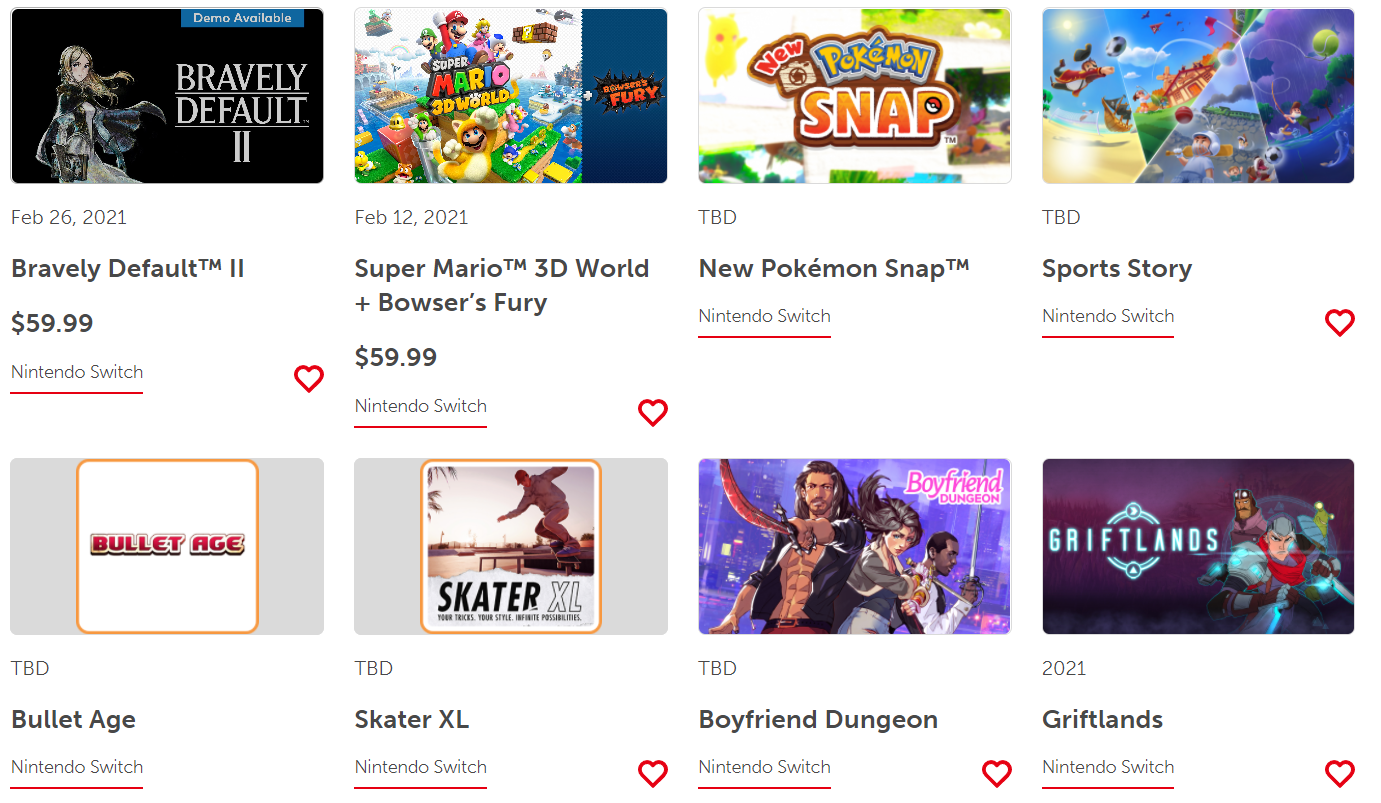 Demo Available
BRAVELY
DEFAULT™
II
SUPER
MARIO
3D WORLD
+ BOWSER'S
FURY
New Pokémon
SNAP™
Feb 26, 2021
Feb 12, 2021
TBD
TBD
Bravely Default™ II
Super Mario™ 3D World
+ Bowser’s Fury
New Pokémon Snap™
Sports Story
$59.99
$59.99
Nintendo Switch
Nintendo Switch
Nintendo Switch
Nintendo Switch
BULLET AGE
SKATER XL
YOUR TRICKS. YOUR STYLE. INFINITE POSSIBILITIES.
Boyfriend
DUNGEON
GRIFTLANDS
TBD
TBD
TBD
2021
Bullet Age
Skater XL
Boyfriend Dungeon
Griftlands
Nintendo Switch
Nintendo Switch
Nintendo Switch
Nintendo Switch